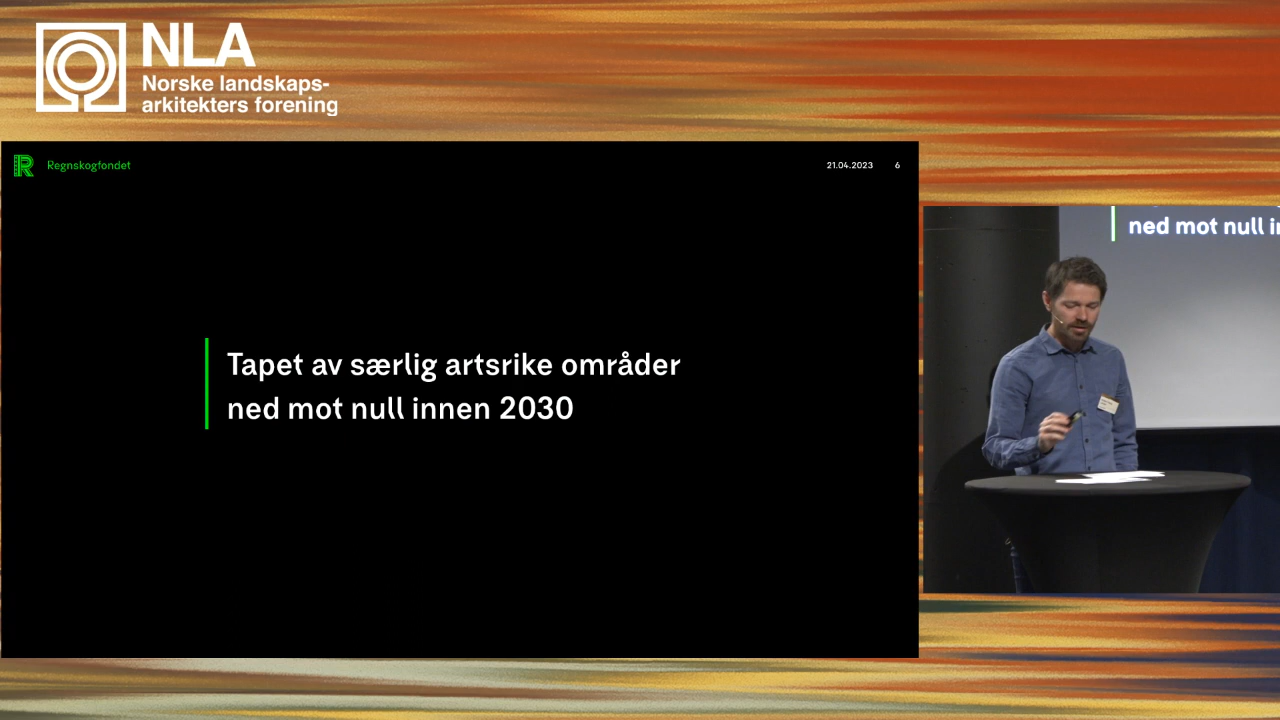 NLA
Norske landskaps-
arkitekters forening
Regnskogfondet
21.04.2023 6
Tapet av særlig artsrike områder
ned mot null innen 2030
ned mot null i